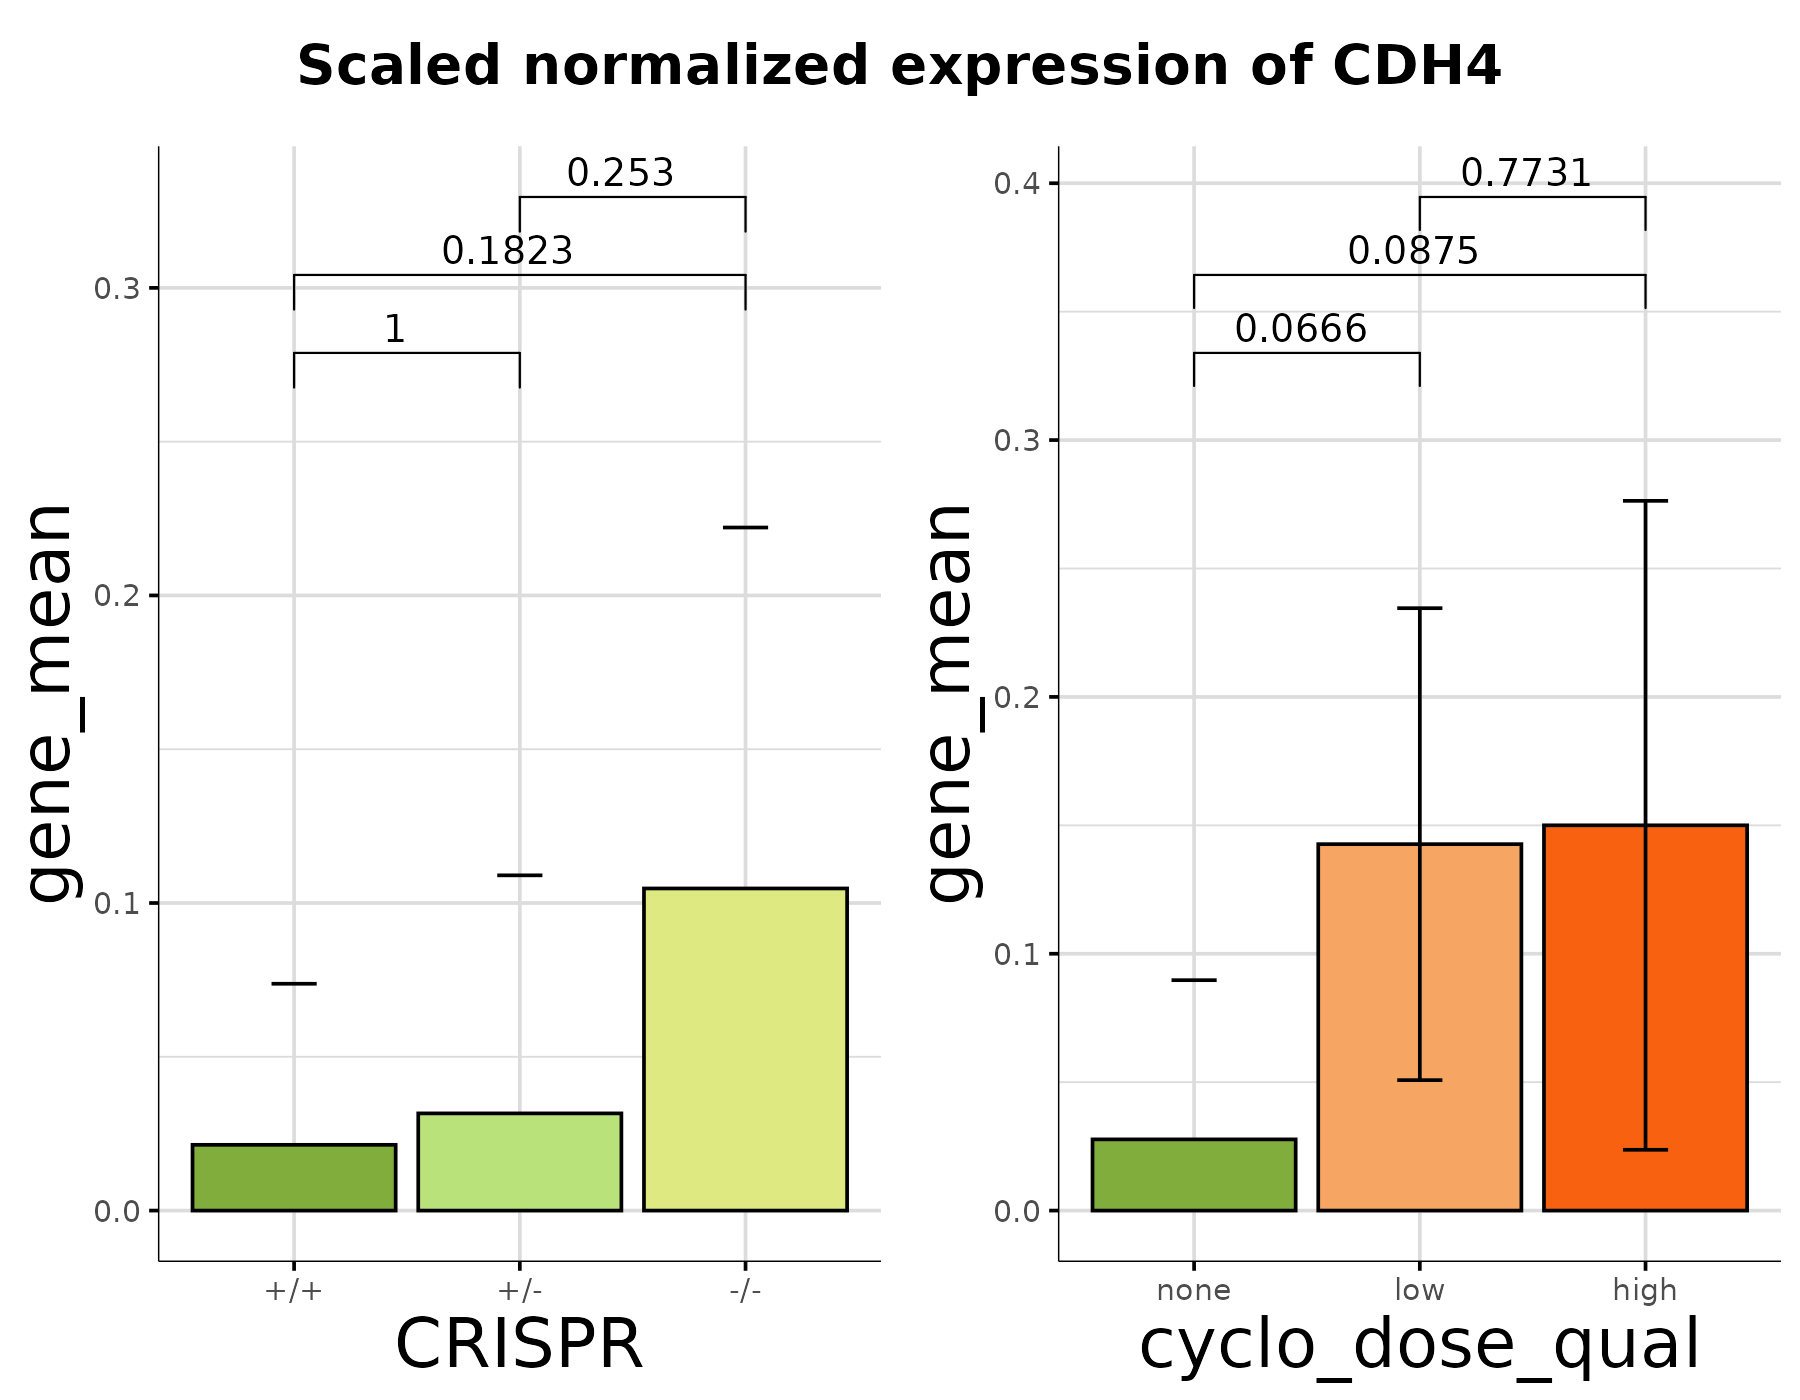 Scaled normalized expression of CDH4
0.253
0.1823
1
0.3
0.2
0.1
0.0
gene_mean
+/+ +/- -/-
CRISPR
0.7731
0.0875
0.0666
0.4
0.3
0.2
0.1
0.0
gene_mean
none low high
cyclo_dose_qual